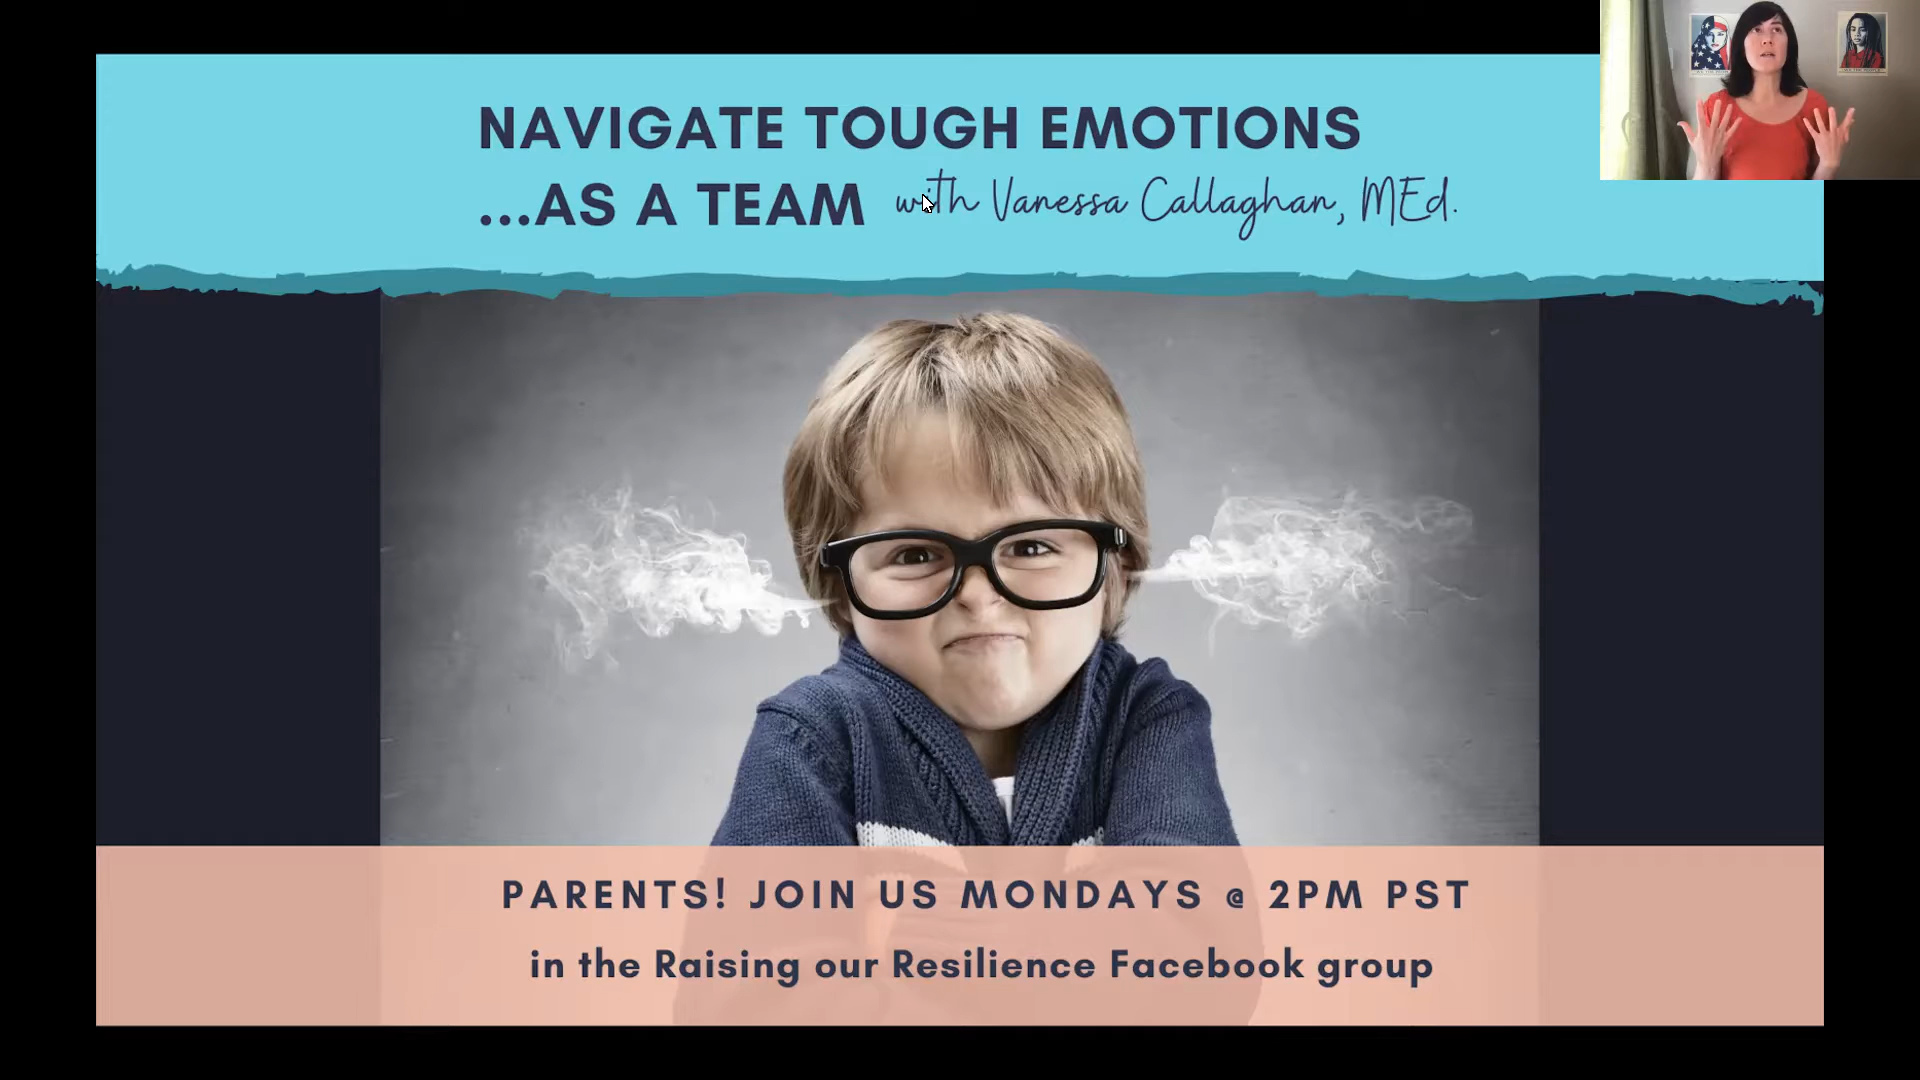 NAVIGATE TOUGH EMOTIONS
...AS A TEAM with Vanessa Callaghan, MEd.
PARENTS! JOIN US MONDAYS @ 2PM PST
in the Raising our Resilience Facebook group